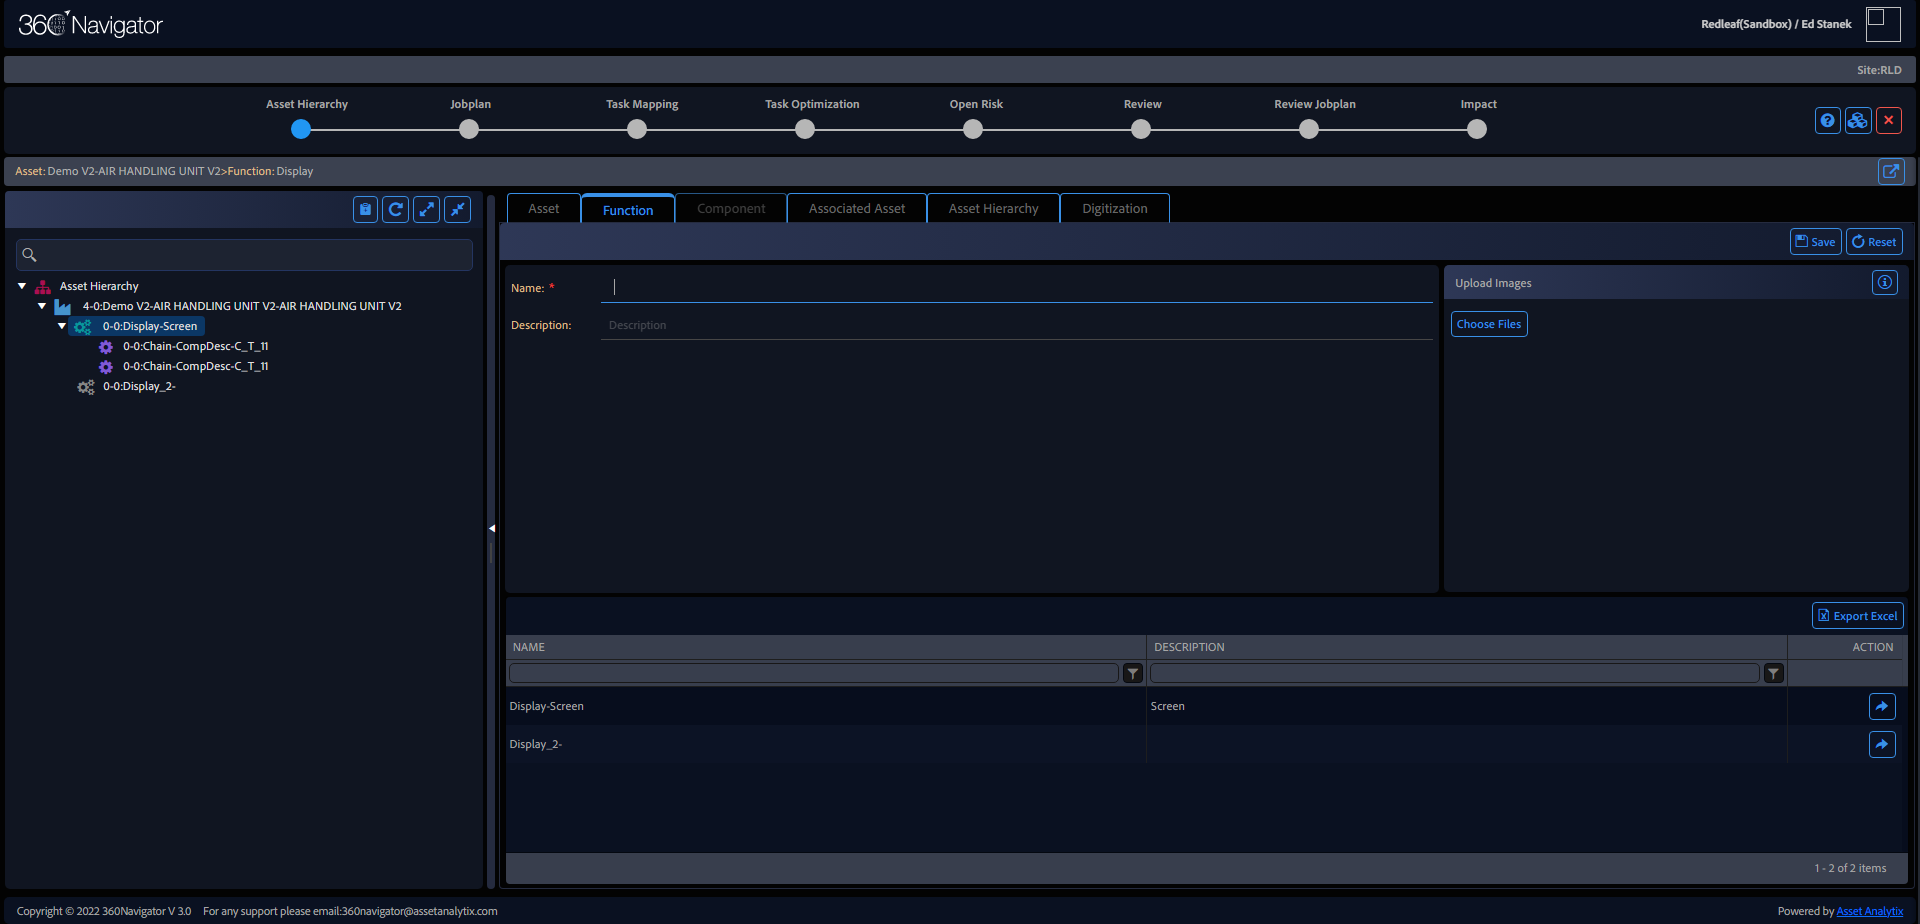 360 Navigator
Redleaf(Sandbox) / Ed Stanek
Site:RLD
Asset Hierarchy
Jobplan
Task Mapping
Task Optimization
Open Risk
Review
Review Jobplan
Impact
Asset: Demo V2-AIR HANDLING UNIT V2>Function: Display
Asset
Function
Component
Associated Asset
Asset Hierarchy
Digitization
Save
Reset
Asset Hierarchy
4-0:Demo V2-AIR HANDLING UNIT V2-AIR HANDLING UNIT V2
0-0:Display-Screen
0-0:Chain-CompDesc-C_T_11
0-0:Chain-CompDesc-C_T_11
0-0:Display_2-
Name: *
Description:
Description
Upload Images
Choose Files
Export Excel
NAME
DESCRIPTION
ACTION
Display-Screen
Screen
Display_2-
1 - 2 of 2 items
Copyright © 2022 360Navigator V 3.0
For any support please email:360navigator@assetanalytix.com
Powered by Asset Analytix